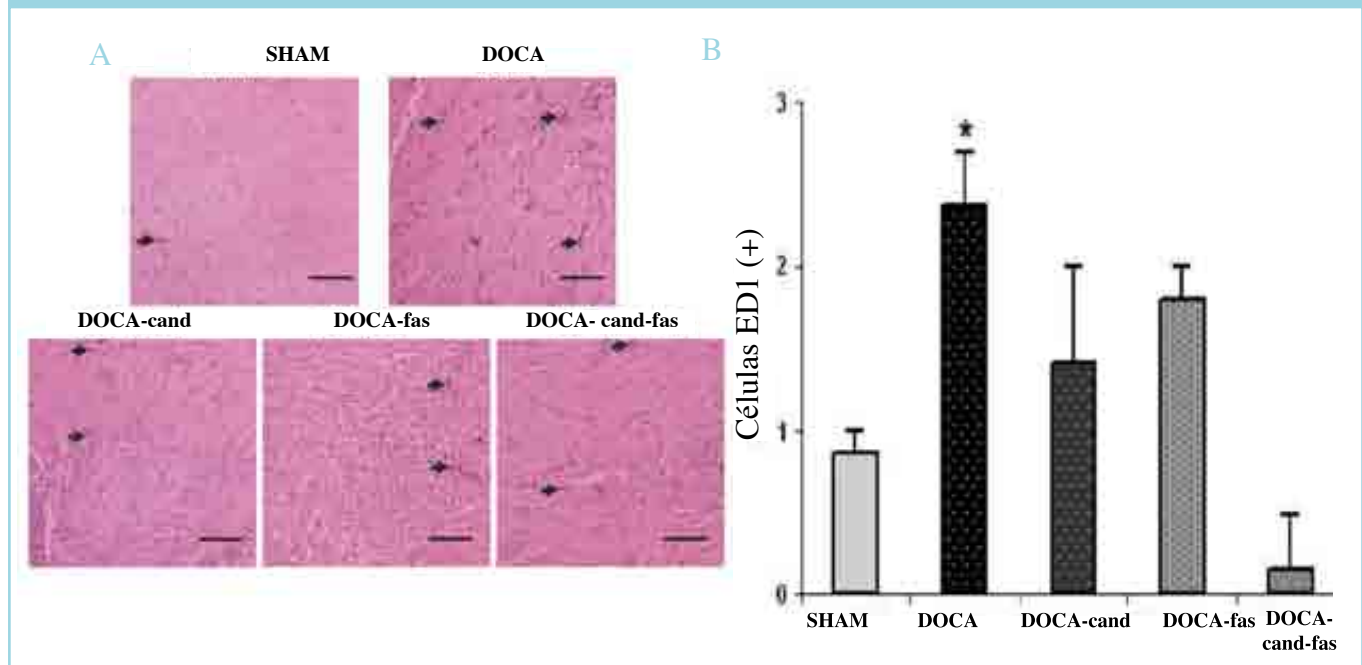 A
SHAM
DOCA
DOCA-cand
DOCA-fas
DOCA- cand-fas
B
Células ED1 (+)
3
*
2
1
0
SHAM
DOCA
DOCA-cand
DOCA-fas
DOCA-
cand-fas